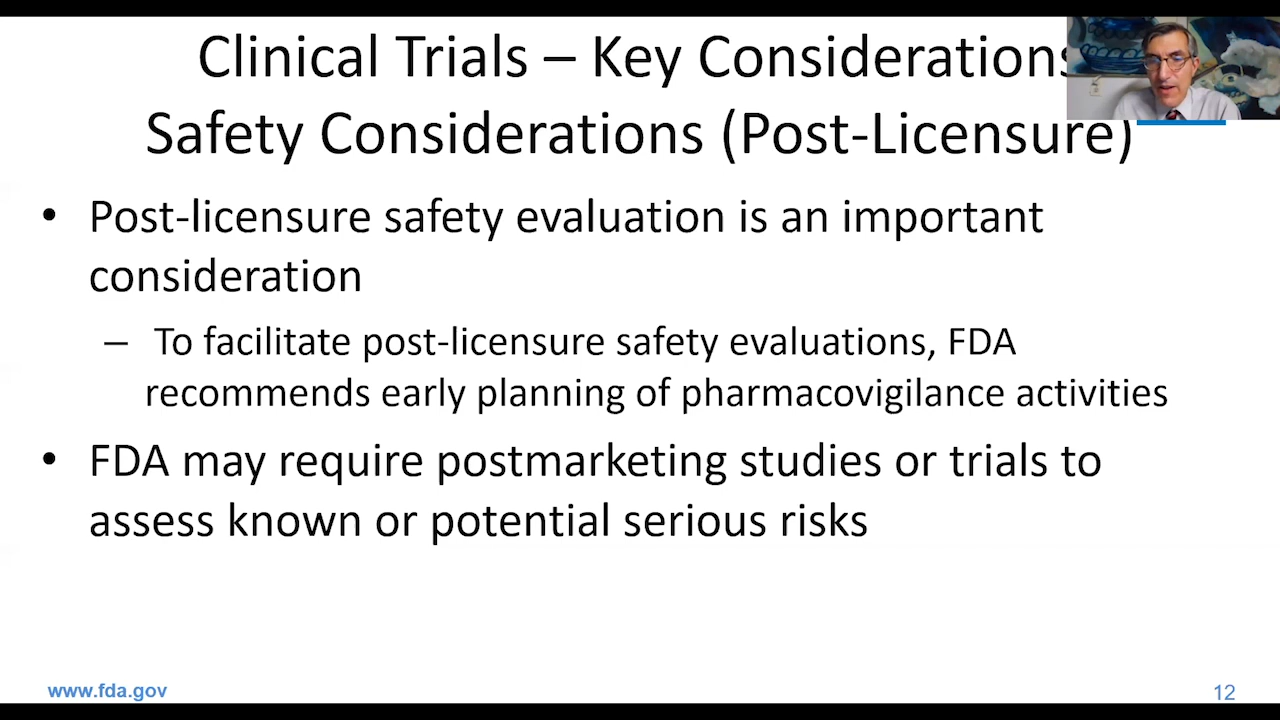 Clinical Trials – Key Considerations
Safety Considerations (Post-Licensure)
• Post-licensure safety evaluation is an important
consideration
– To facilitate post-licensure safety evaluations, FDA
recommends early planning of pharmacovigilance activities
• FDA may require postmarketing studies or trials to
assess known or potential serious risks
www.fda.gov
12